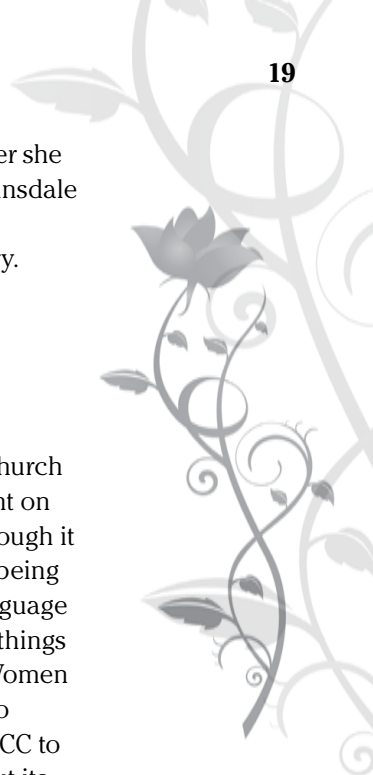 19
er she
nsdale
y.
hurch
nt on
ough it
being
guage
things
Women
o
CC to